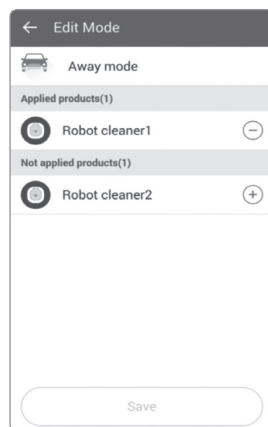 Edit Mode
Away mode
Applied products(1)
Robot cleaner1
Not applied products(1)
Robot cleaner2
Save